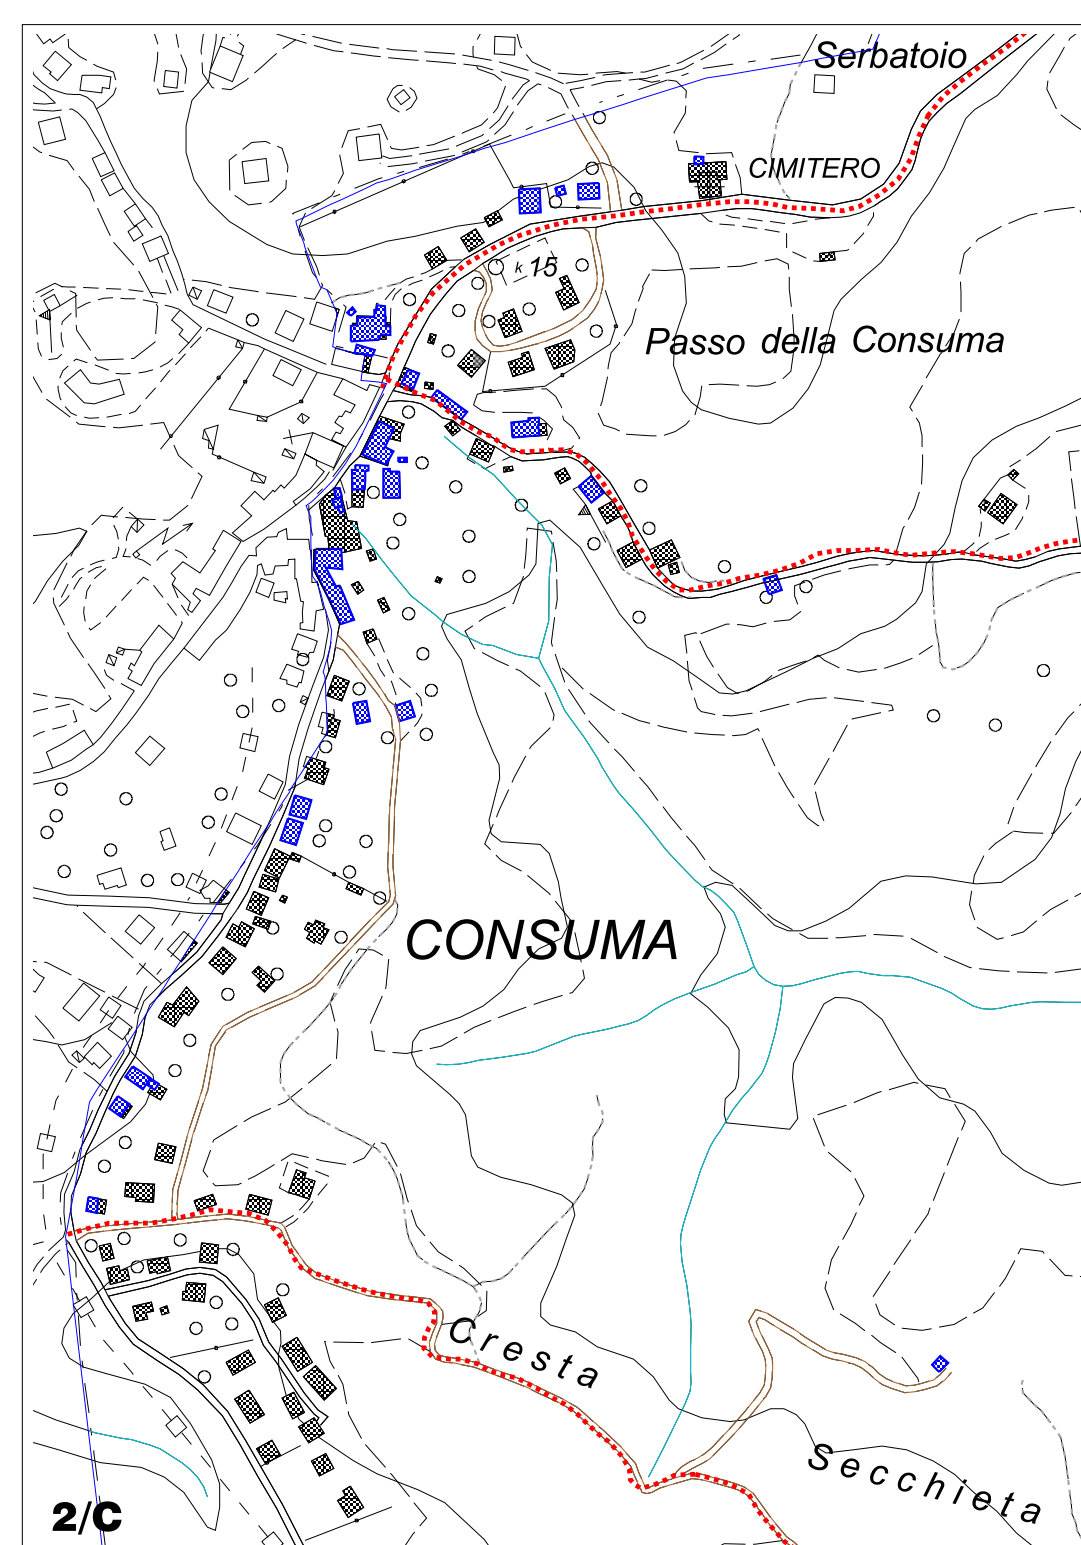 Serbatoio
CIMITERO
k 15
Passo della Consuma
CONSUMA
Cresta
Secchieta
2/C